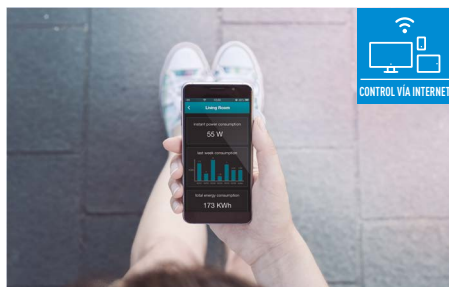 Living Room
Instant power consumption
55 W
last week consumption
Total energy consumption
173 KWh
CONTROL VÍA INTERNET